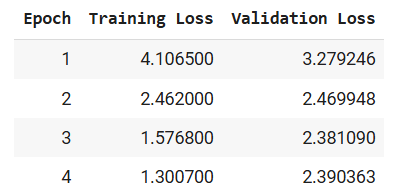 Epoch Training Loss Validation Loss
1 4.106500 3.279246
2 2.462000 2.469948
3 1.576800 2.381090
4 1.300700 2.390363